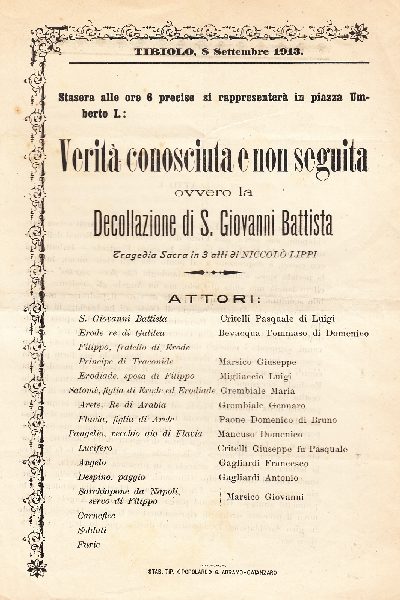 TIBIOLO, 8 Settembre 1913.
Stasera alle ore 6 precise si rappresenterà in piazza Um-
berto I.:
Verità conosciuta e non seguita
ovvero la
Decollazione di S. Giovanni Battista
Tragedia Sacra in 3 atti di NICCOLÒ LIPPI
ATTORI:
S. Giovanni Battista Critelli Pasquale di Luigi
Erode re di Galilea Bevacqua Tommaso di Domenico
Filippo, fratello di Erode
Principe di Traconide Marsico Giuseppe
Erodiade, sposa di Filippo Migliaccio Luigi
Salomè, figlia di Erode ed Erodiade Grembiale Maria
Arete, Re di Arabia Grembiale Gennaro
Flavia, figlia di Arete Paone Domenico di Bruno
Pangelio, vecchio aio di Flavia Mancuso Domenico
Lucifero Critelli Giuseppe fu Pasquale
Angelo Gagliardi Francesco
Despino, paggio Gagliardi Antonio
Sarchiapone da Napoli,
servo di Filippo } Marsico Giovanni
Carnefice
Soldati
Furie
STAB. TIP. POPOLARE G. ABRAMO-CATANZARO